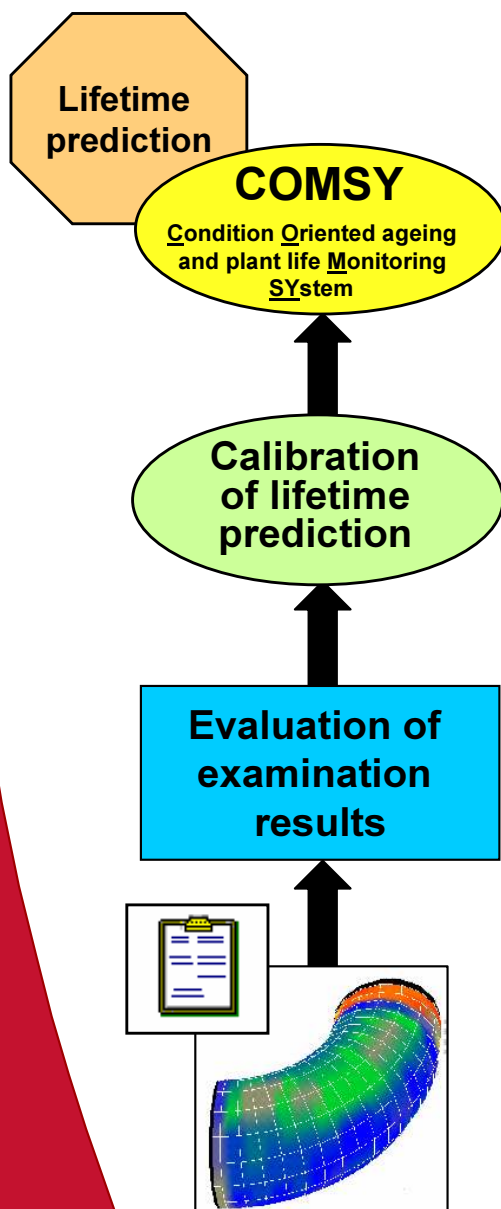 Lifetime
prediction
COMSY
Condition Oriented ageing
and plant life Monitoring
SYstem
Calibration
of lifetime
prediction
Evaluation of
examination
results